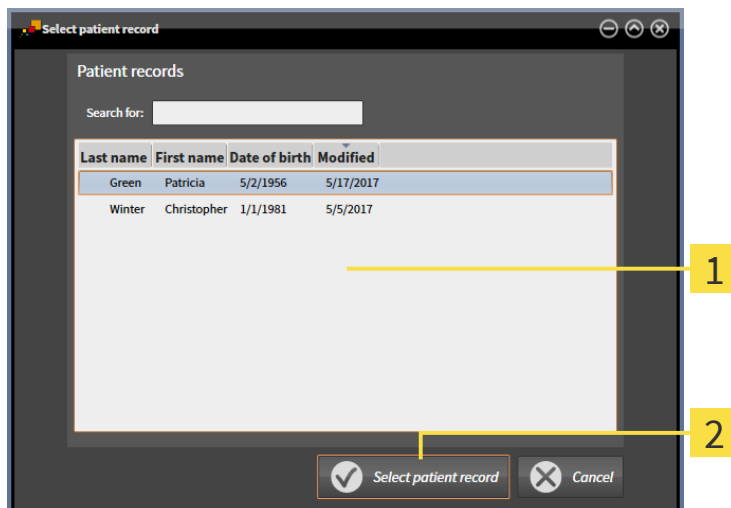 Select patient record
Patient records
Search for:
Last name First name Date of birth Modified
Green Patricia 5/2/1956 5/17/2017
Winter Christopher 1/1/1981 5/5/2017
1
2
Select patient record Cancel